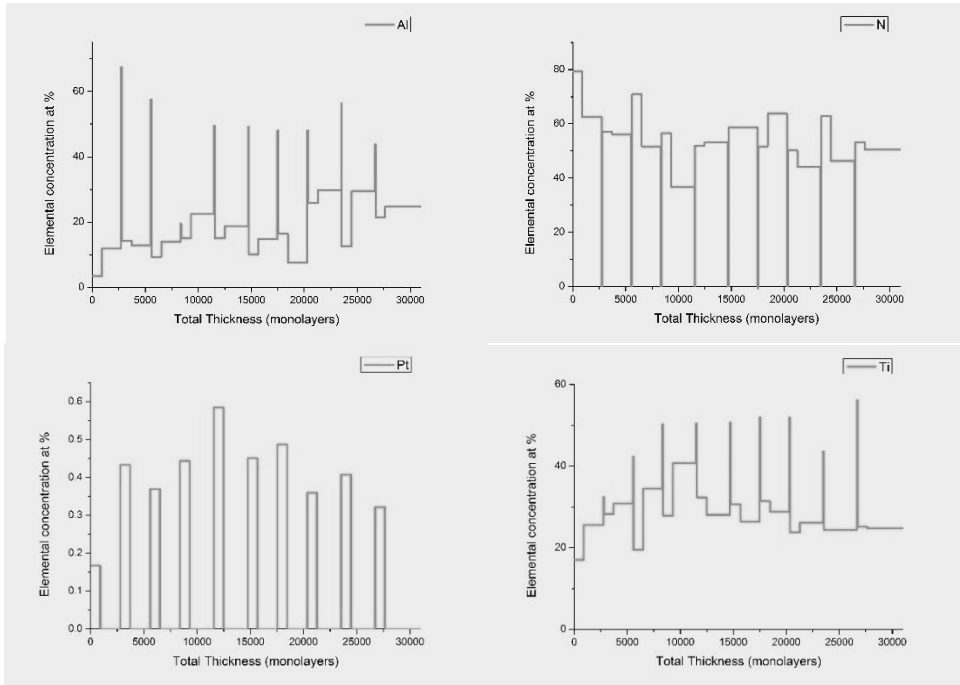 Al
Elemental concentration at %
60
40
20
0
0 5000 10000 15000 20000 25000 30000
Total Thickness (monolayers)
N
Elemental concentration at %
80
60
40
20
0
0 5000 10000 15000 20000 25000 30000
Total Thickness (monolayers)
Pt
Elemental concentration at %
0.6
0.5
0.4
0.3
0.2
0.1
0.0
0 5000 10000 15000 20000 25000 30000
Total Thickness (monolayers)
Ti
Elemental concentration at %
60
40
20
0
0 5000 10000 15000 20000 25000 30000
Total Thickness (monolayers)